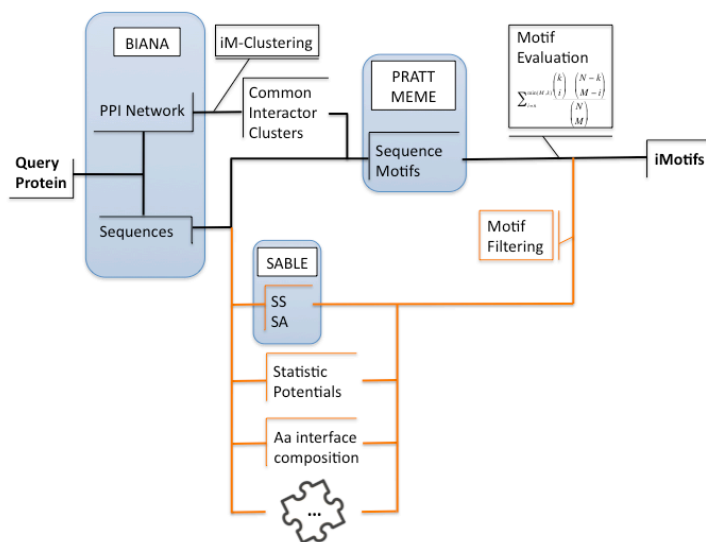 BIANA
iM-Clustering
PPI Network
Common
Interactor
Clusters
PRATT
MEME
Motif
Evaluation
∑ min(M,k) (k i) (N − k M − i)
(N M)
Query
Protein
Sequence
Motifs
iMotifs
Sequences
Motif
Filtering
SABLE
SS
SA
Statistic
Potentials
Aa interface
composition
...